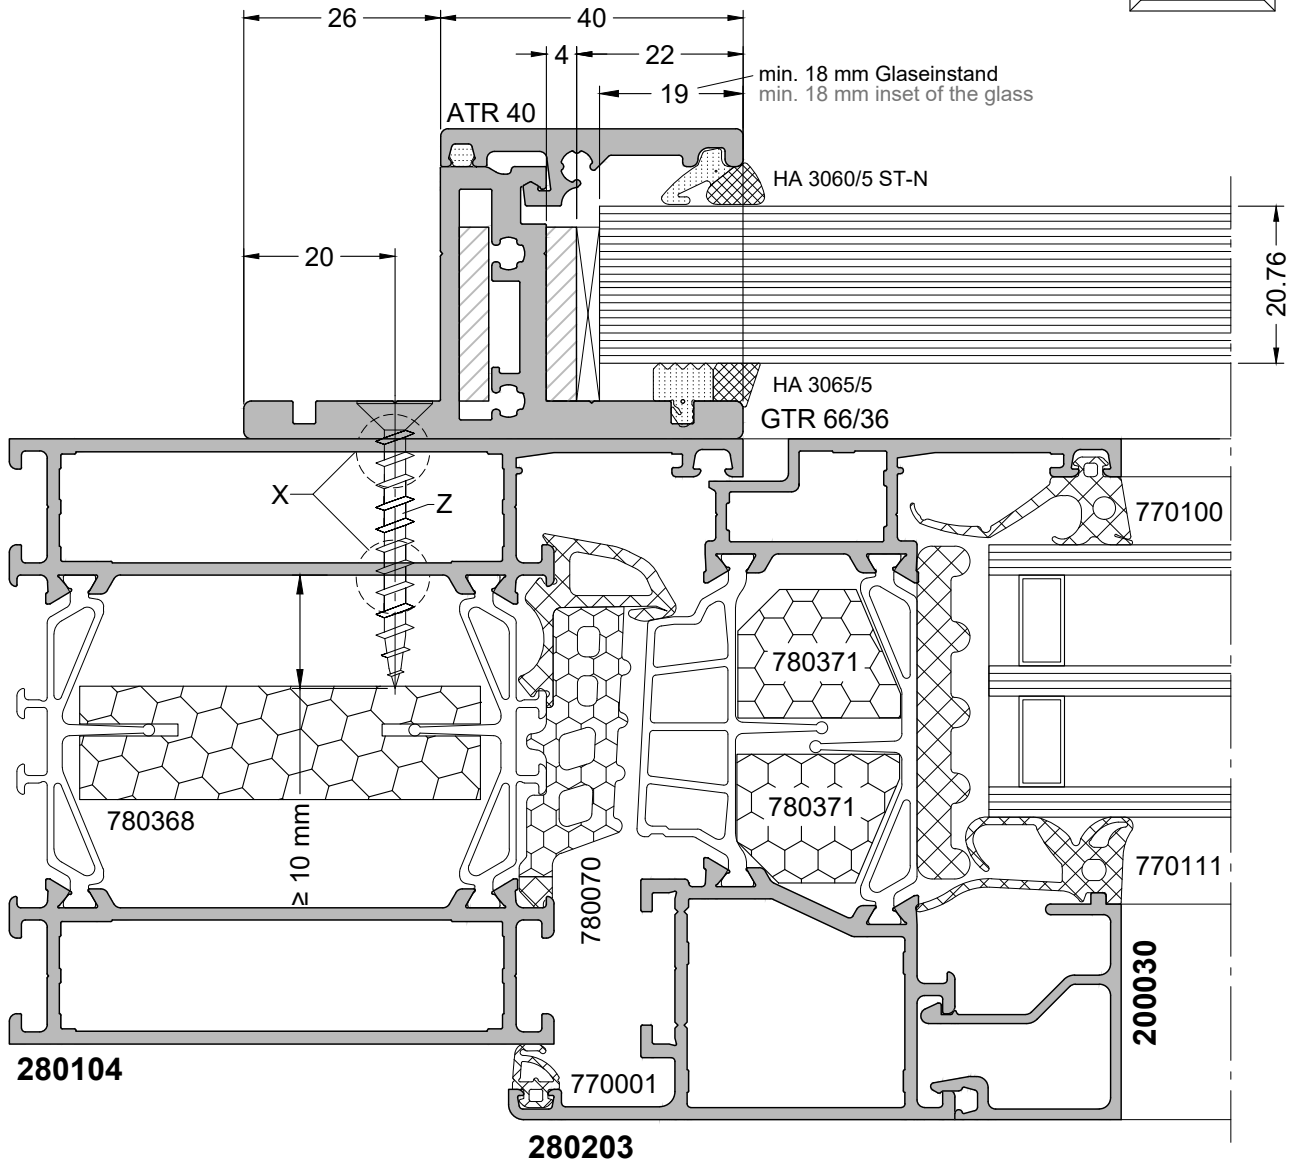 26
40
4
22
min. 18 mm Glaseinstand
min. 18 mm inset of the glass
19
ATR 40
HA 3060/5 ST-N
20
20.76
HA 3065/5
GTR 66/36
X
Z
770100
780371
780371
780368
≥ 10 mm
780070
770111
200030
280104
770001
280203